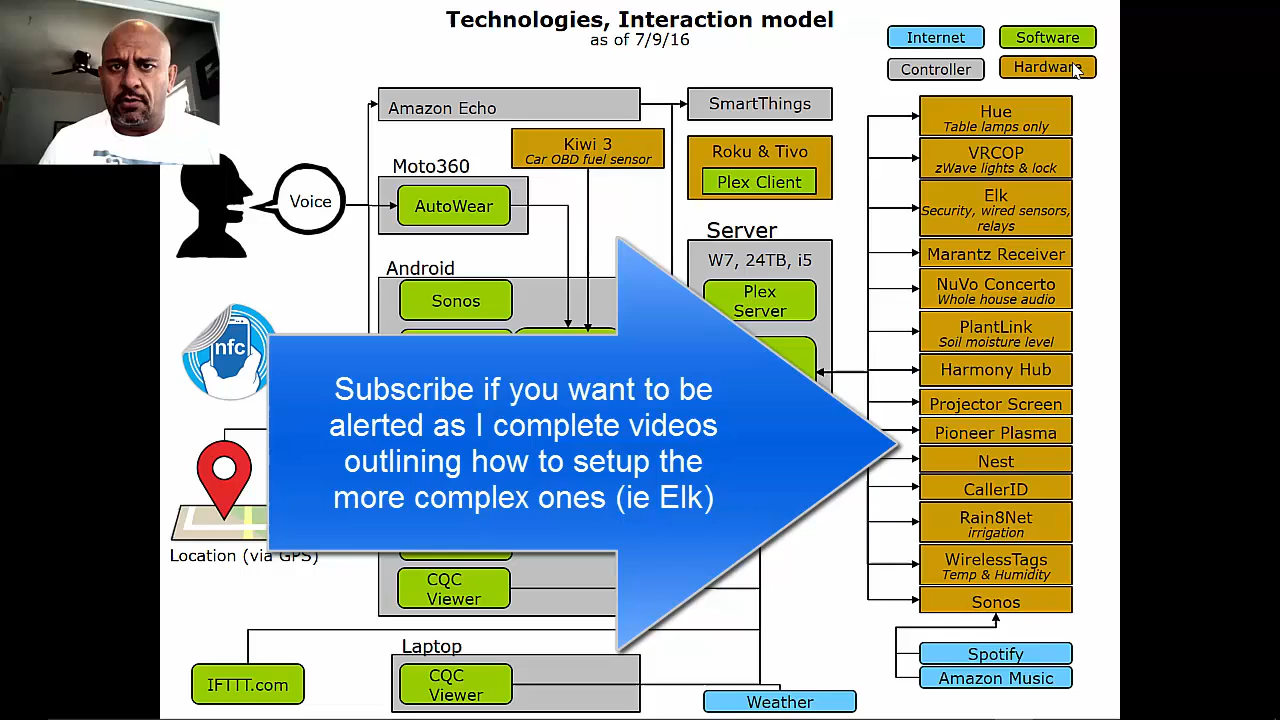 Technologies, Interaction model
as of 7/9/16
Internet
Software
Controller
Hardware
Amazon Echo
SmartThings
Kiwi 3
Car OBD fuel sensor
Roku & Tivo
Plex Client
Moto360
AutoWear
Voice
Server
W7, 24TB, i5
Plex
Server
Android
Sonos
nfc
Subscribe if you want to be
alerted as I complete videos
outlining how to setup the
more complex ones (ie Elk)
Location (via GPS)
CQC
Viewer
Laptop
CQC
Viewer
IFTTT.com
Weather
Hue
Table lamps only
VRCOP
zWave lights & lock
Elk
Security, wired sensors,
relays
Marantz Receiver
NuVo Concerto
Whole house audio
PlantLink
Soil moisture level
Harmony Hub
Projector Screen
Pioneer Plasma
Nest
CallerID
Rain8Net
irrigation
WirelessTags
Temp & Humidity
Sonos
Spotify
Amazon Music